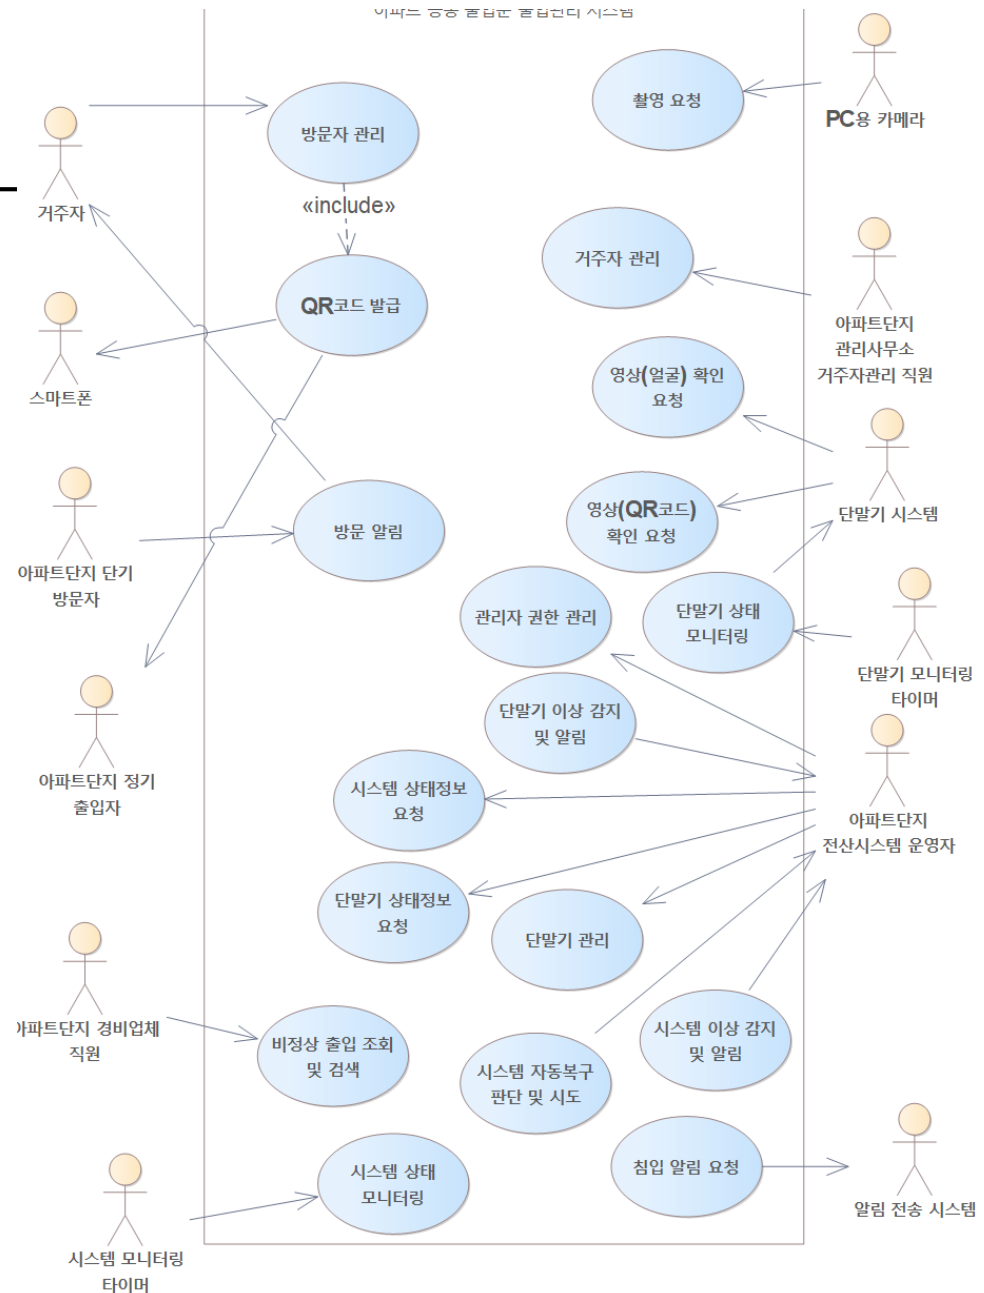 방문자 관리
촬영 요청
PC용 카메라
«include»
거주자
QR코드 발급
거주자 관리
스마트폰
아파트단지
관리사무소
거주자관리 직원
영상(얼굴) 확인
요청
단말기 시스템
방문 알림
영상(QR코드)
확인 요청
아파트단지 단기
방문자
관리자 권한 관리
단말기 상태
모니터링
단말기 모니터링
타이머
단말기 이상 감지
및 알림
아파트단지 정기
출입자
시스템 상태정보
요청
아파트단지
전산시스템 운영자
단말기 상태정보
요청
단말기 관리
아파트단지 경비업체
직원
비정상 출입 조회
및 검색
시스템 자동복구
판단 및 시도
시스템 이상 감지
및 알림
시스템 상태
모니터링
침입 알림 요청
알림 전송 시스템
시스템 모니터링
타이머